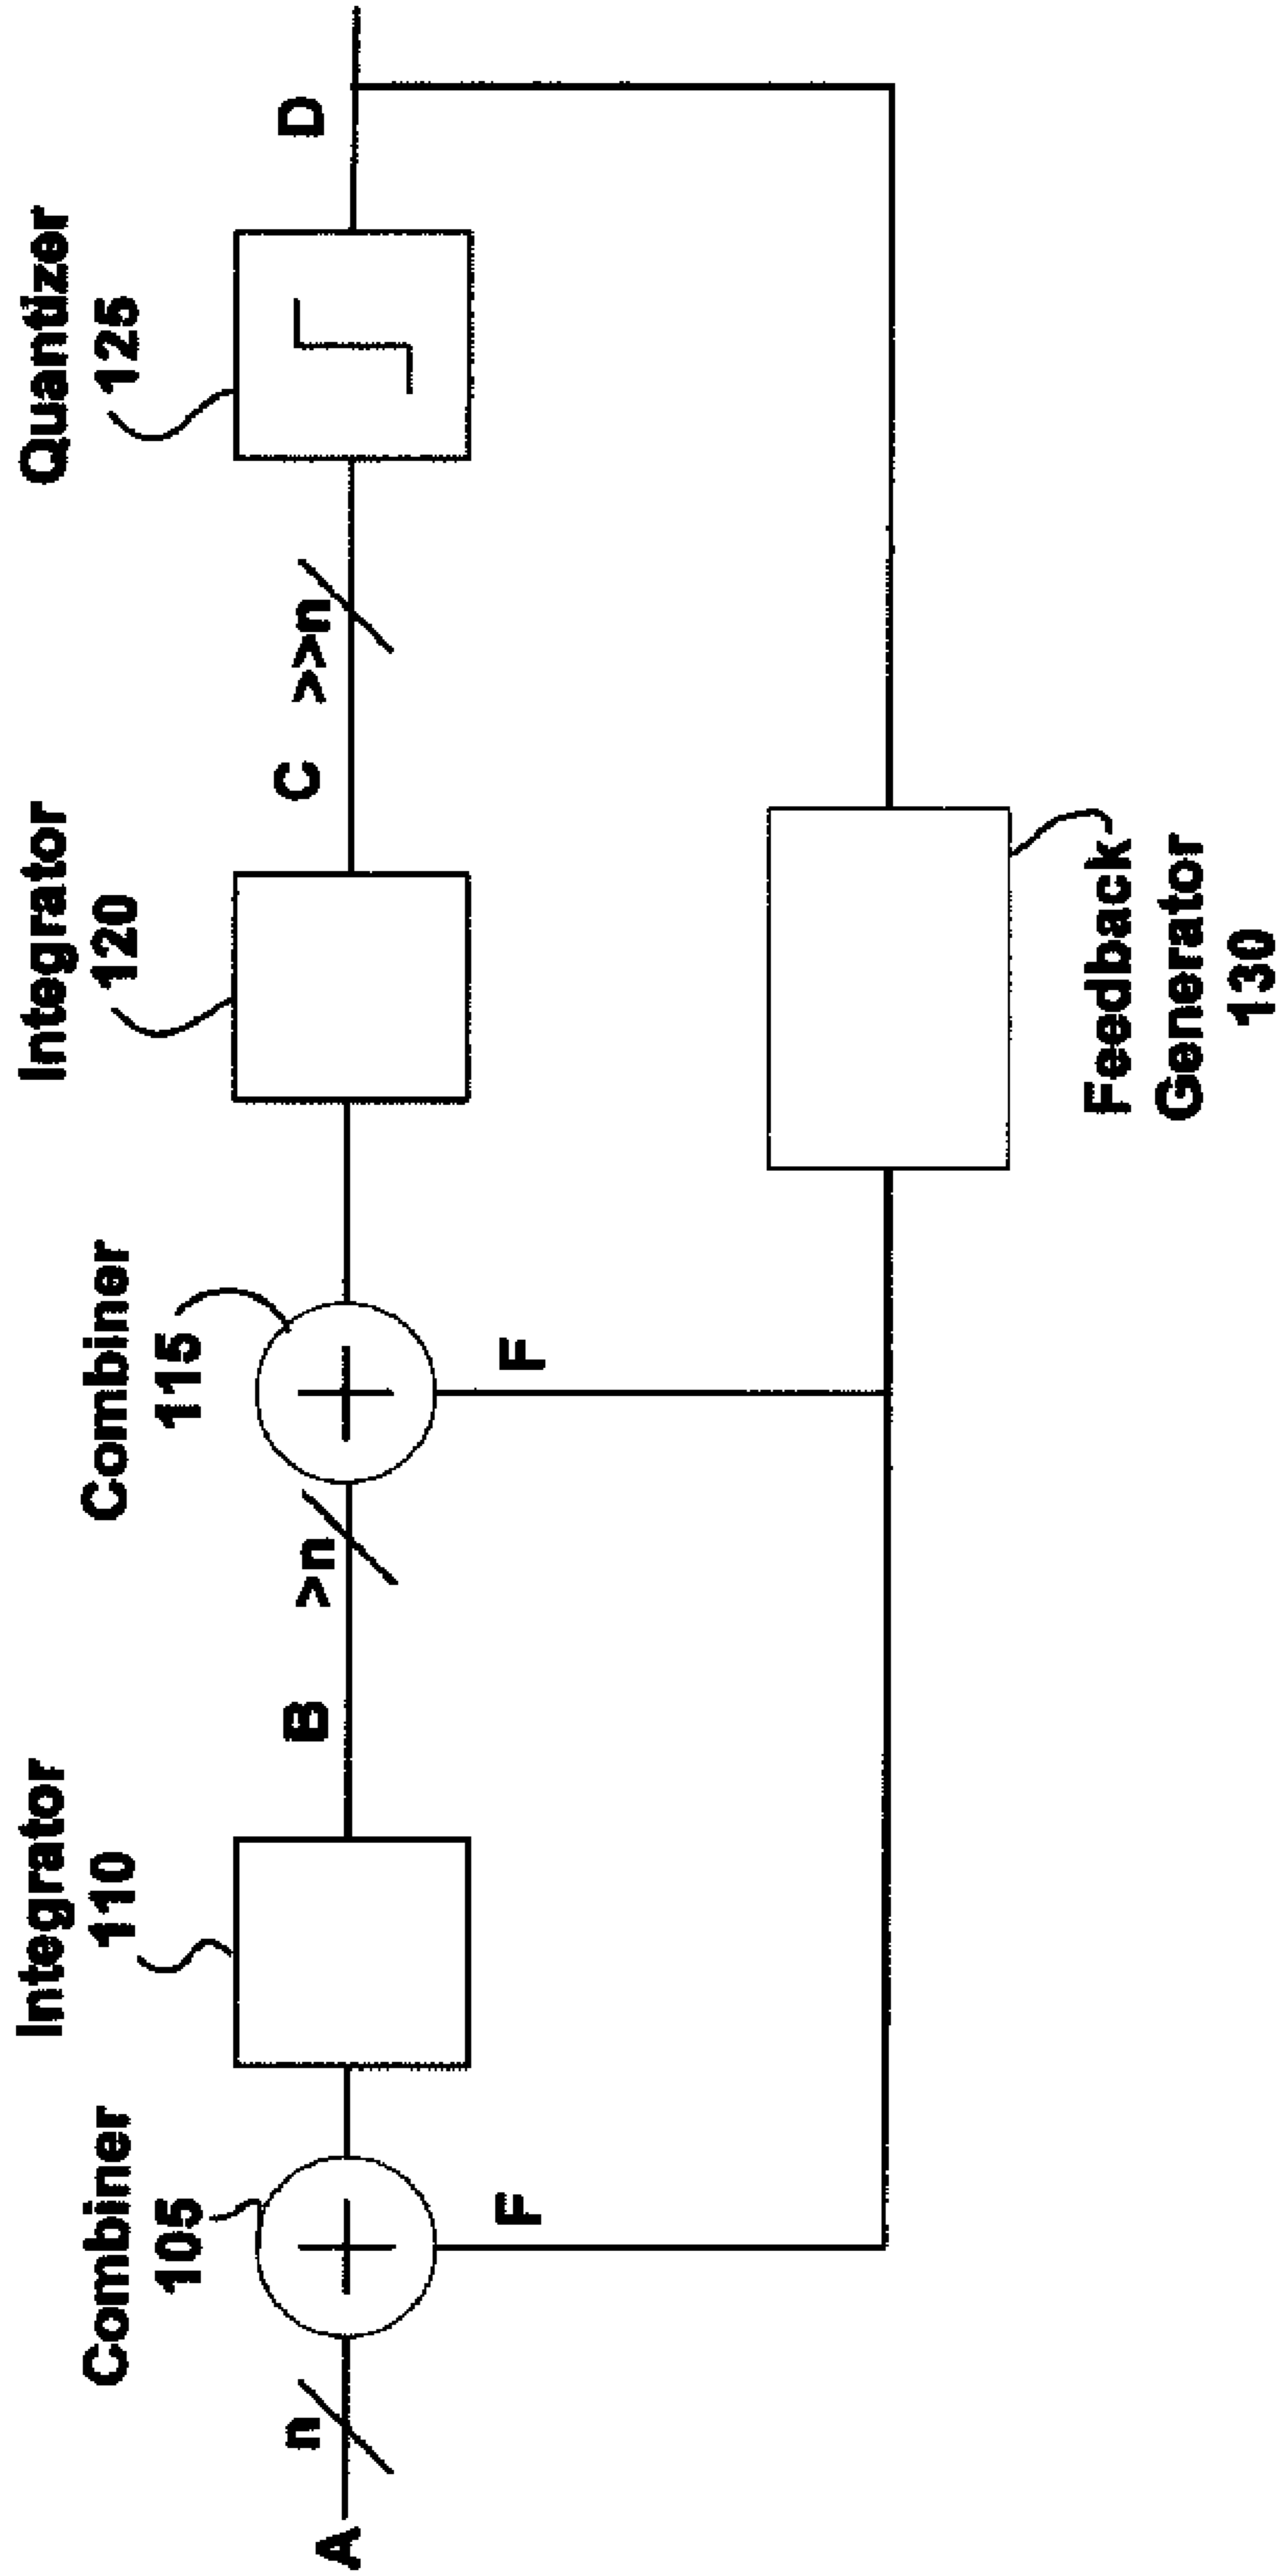 Combiner
105
Integrator
110
Combiner
115
Integrator
120
Quantizer
125
A
n
B
>n
C
>>n
D
F
F
Feedback
Generator
130